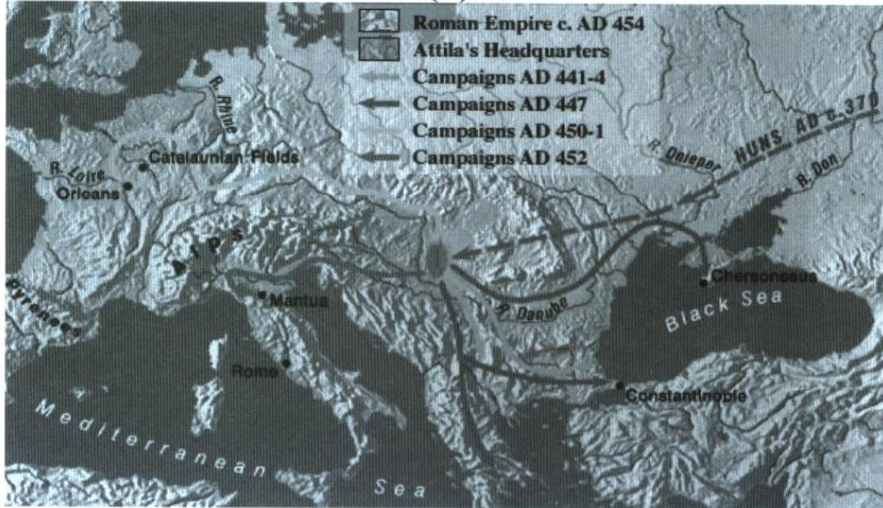 Roman Empire c. AD 454
Attila's Headquarters
Campaigns AD 441-4
Campaigns AD 447
Campaigns AD 450-1
Campaigns AD 452
R. Rhine
R. Dnieper
HUNS AD c.370
R. Don
Catalaunian Fields
R. Loire
Orleans
Alps
Chersonesus
Pyrenees
Mantua
R. Danube
Black Sea
Rome
Constantinople
Mediterranean
Sea